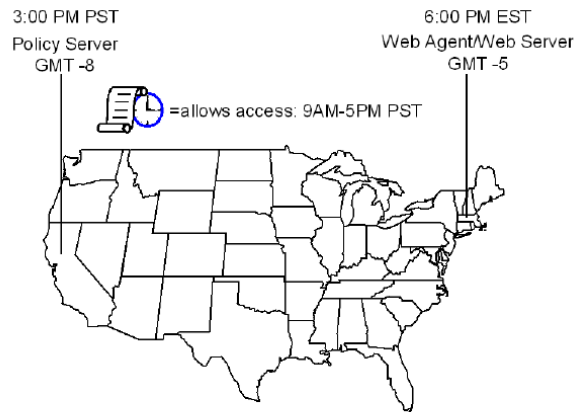 3:00 PM PST
Policy Server
GMT -8
6:00 PM EST
Web Agent/Web Server
GMT -5
=allows access: 9AM-5PM PST